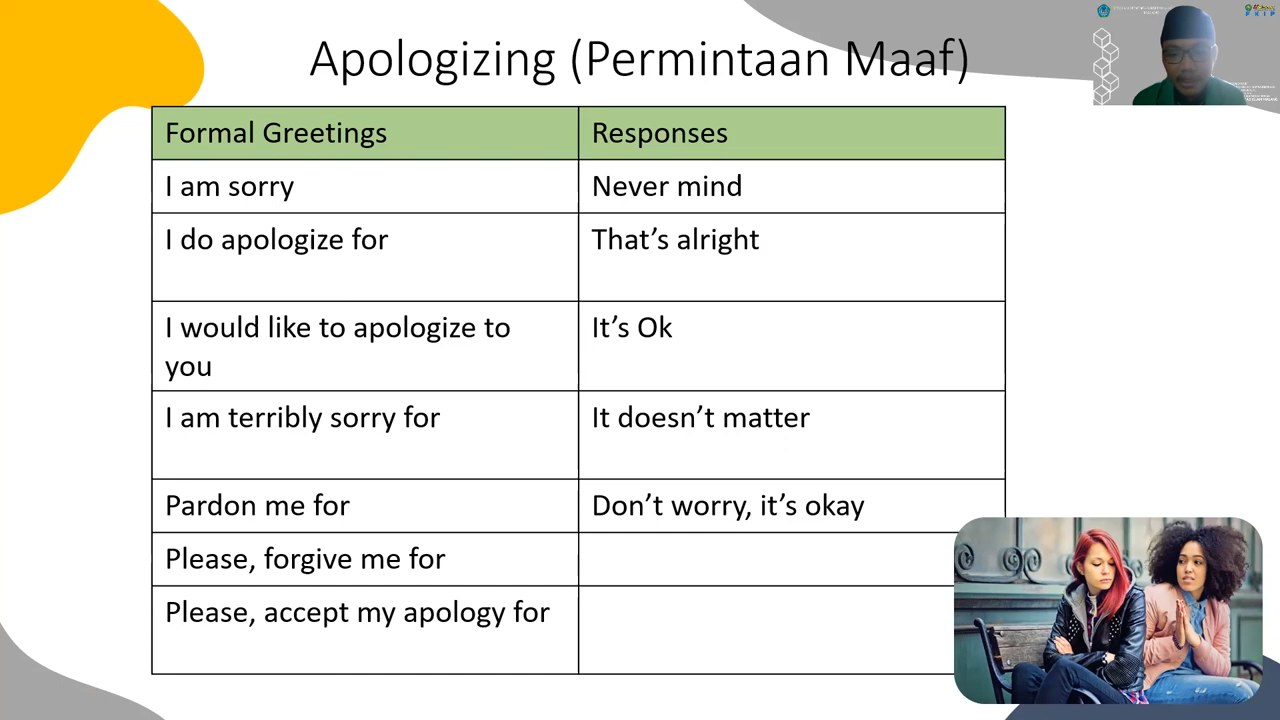 Apologizing (Permintaan Maaf)
Formal Greetings
Responses
I am sorry
Never mind
I do apologize for
That’s alright
I would like to apologize to
you
It’s Ok
I am terribly sorry for
It doesn’t matter
Pardon me for
Don’t worry, it’s okay
Please, forgive me for
Please, accept my apology for
FKIP